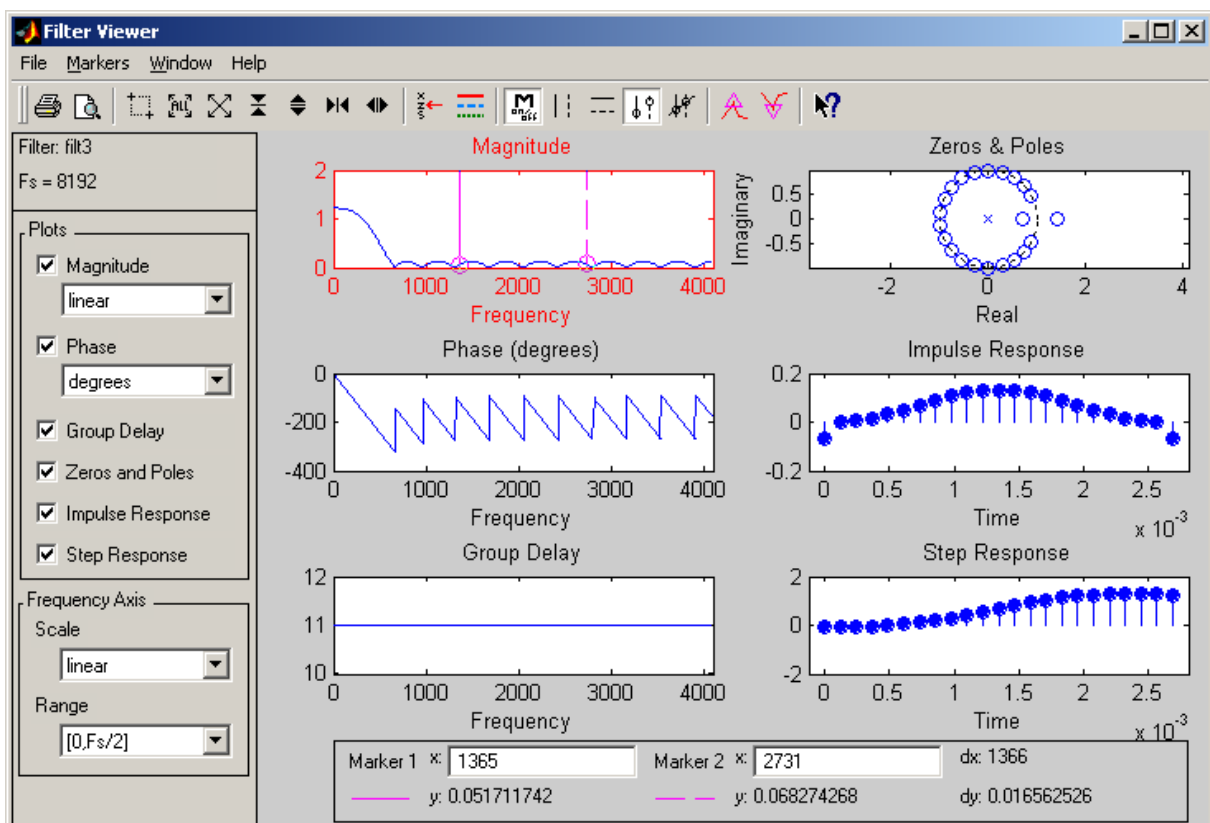 Filter Viewer
File Markers Window Help
Filter: filt3
Fs = 8192
Plots
Magnitude
linear
Phase
degrees
Group Delay
Zeros and Poles
Impulse Response
Step Response
Frequency Axis
Scale
linear
Range
[0,Fs/2]
Magnitude
2
1
0
0 1000 2000 3000 4000
Frequency
Zeros & Poles
Imaginary
0.5
0
-0.5
-2 0 2 4
Real
Phase (degrees)
0
-200
-400
0 1000 2000 3000 4000
Frequency
Impulse Response
0.2
0
-0.2
0 0.5 1 1.5 2 2.5
Time
x 10^-3
Group Delay
12
11
10
0 1000 2000 3000 4000
Frequency
Step Response
2
0
-2
0 0.5 1 1.5 2 2.5
Time
x 10^-3
Marker 1 x: 1365 Marker 2 x: 2731 dx: 1366
y: 0.051711742 y: 0.068274268 dy: 0.016562526